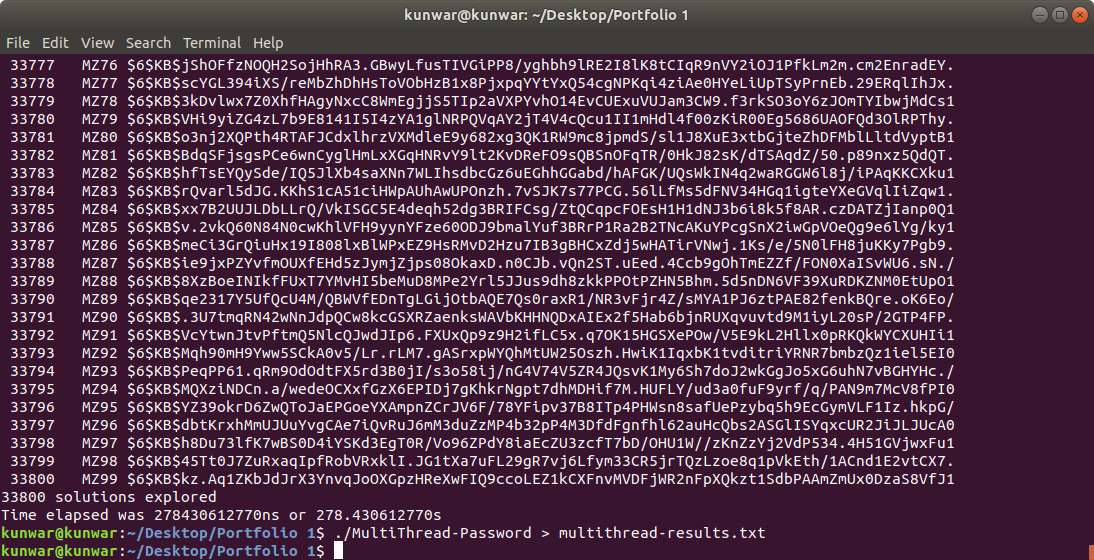 kunwar@kunwar: ~/Desktop/Portfolio 1
File Edit View Search Terminal Help
33777 MZ76 $6$KB$jShOFfzNOQH2SojHhRA3.GBwyLfusTIVGiPP8/yghbh9lRE2I8lK8tCIqR9nVY2iOJ1PfkLm2m.cm2EnradEY.
33778 MZ77 $6$KB$scYGL394iXS/reMbZhDhHsToVObHzB1x8PjxpqYYtYxQ54cgNPKqi4ziAe0HYeLiUpTSyPrnEb.29ERqlIhJx.
33779 MZ78 $6$KB$3kDvlwx7Z0XhfHAgyNxcC8WmEgjjS5TIp2aVXPYvhO14EvCUExuVUJam3CW9.f3rkSO3oY6zJOmTYIbwjMdCs1
33780 MZ79 $6$KB$VHi9yiZG4zL7b9E8141I5I4zYA1glNRPQVqAY2jT4V4cQcu1II1mHdl4f00zKiR00Eg5686UAOFQd3OlRPThy.
33781 MZ80 $6$KB$o3nj2XQPth4RTAFJCdxlhrzVXMdleE9y682xg3QK1RW9mc8jpmdS/sl1J8XuE3xtbGjteZhDFMblLltdVyptB1
33782 MZ81 $6$KB$BdqSFjsgsPCe6wnCyglHmLxXGqHNRvY9lt2KvDReFO9sQBSnOFqTR/0HkJ82sK/dTSAqdZ/50.p89nxz5QdQT.
33783 MZ82 $6$KB$hfTsEYQySde/IQ5JlXb4saXNn7WLIhsdbcGz6uEGhhGGabd/hAFGK/UQsWkIN4q2waRGGW6l8j/iPAqKKCXku1
33784 MZ83 $6$KB$rQvarl5dJG.KKhS1cA51ciHWpAUhAwUPOnzh.7vSJK7s77PCG.56lLfMs5dFNV34HGq1igteYXeGVqlIiZqw1.
33785 MZ84 $6$KB$xx7B2UUJLDbLLrQ/VkISGC5E4deqh52dg3BRIFCsg/ZtQCqpcFOEsH1H1dNJ3b6i8k5f8AR.czDATZjIanp0Q1
33786 MZ85 $6$KB$v.2vkQ60N84N0cwKhlVFH9yynYFze60ODJ9bmalYuf3BRrP1Ra2B2TNcAKuYPcgSnX2iwGpVOeQg9e6lYg/ky1
33787 MZ86 $6$KB$meCi3GrQiuHx19I808lxBlWPxEZ9HsRMvD2Hzu7IB3gBHCxZdj5wHATirVNwj.1Ks/e/5N0lFH8juKKy7Pgb9.
33788 MZ87 $6$KB$ie9jxPZYvfmOUXfEHd5zJymjZjps08OkaxD.n0CJb.vQn2ST.uEed.4Ccb9gOhTmEZZf/FON0XaISvWU6.sN./
33789 MZ88 $6$KB$8XzBoeINIkfFUxT7YMvHI5beMuD8MPe2Yrl5JJus9dh8zkkPPOtPZHN5Bhm.5d5nDN6VF39XuRDKZNM0EtUpO1
33790 MZ89 $6$KB$qe2317Y5UfQcU4M/QBWVfEDnTgLGijOtbAQE7Qs0raxR1/NR3vFjr4Z/sMYA1PJ6ztPAE82fenkBQre.oK6Eo/
33791 MZ90 $6$KB$.3U7tmqRN42wNnJdpQCw8kcGSXRZaenksWAVbKHHNQDxAIEx2f5Hab6bjnRUXqvuvtd9M1iyL20sP/2GTP4FP.
33792 MZ91 $6$KB$VcYtwnJtvPftmQ5NlcQJwdJIp6.FXUxQp9z9H2ifLC5x.q7OK15HGSXePOw/V5E9kL2Hllx0pRKQkWYCXUHIi1
33793 MZ92 $6$KB$Mqh90mH9Yww5SCkA0v5/Lr.rLM7.gASrxpWYQhMtUW25Oszh.HwiK1IqxbK1tvditriYRNR7bmbzQz1iel5EI0
33794 MZ93 $6$KB$PeqPP61.qRm9OdOdtFX5rd3B0jI/s3o58ij/nG4V74V5ZR4JQsvK1My6Sh7doJ2wkGgJo5xG6uhN7vBGHYHc./
33795 MZ94 $6$KB$MQXziNDCn.a/wedeOCXxfGzX6EPIDj7gKhkrNgpt7dhMDHif7M.HUFLY/ud3a0fuF9yrf/q/PAN9m7McV8fPI0
33796 MZ95 $6$KB$YZ39okrD6ZwQToJaEPGoeYXAmpnZCrJV6F/78YFipv37B8ITp4PHWsn8safUePzybq5h9EcGymVLF1Iz.hkpG/
33797 MZ96 $6$KB$dbtKrxhMmUJUuYvgCAe7iQvRuJ6mM3duZzMP4b32pP4M3DfdFgnfhl62auHcQbs2ASGlISYQxcUR2JiJLJUcA0
33798 MZ97 $6$KB$h8Du73lfK7wBS0D4iYSKd3EgT0R/Vo96ZPdY8iaEcZU3zcfT7bD/OHU1W//zKnZzYj2VdP534.4H51GVjwxFu1
33799 MZ98 $6$KB$45Tt0J7ZuRxaqIpfRobVRxklI.JG1tXa7uFL29gR7vj6Lfym33CR5jrTQzLzoe8q1pVkEth/1ACnd1E2vtCX7.
33800 MZ99 $6$KB$kz.Aq1ZKbJdJrX3YnvqJoOXGpzHReXwFIQ9ccoLEZ1kCXFnvMVDFjWR2nFpXQkzt1SdbPAAmZmUx0DzaS8VfJ1
33800 solutions explored
Time elapsed was 278430612770ns or 278.430612770s
kunwar@kunwar:~/Desktop/Portfolio 1$ ./MultiThread-Password > multithread-results.txt
kunwar@kunwar:~/Desktop/Portfolio 1$